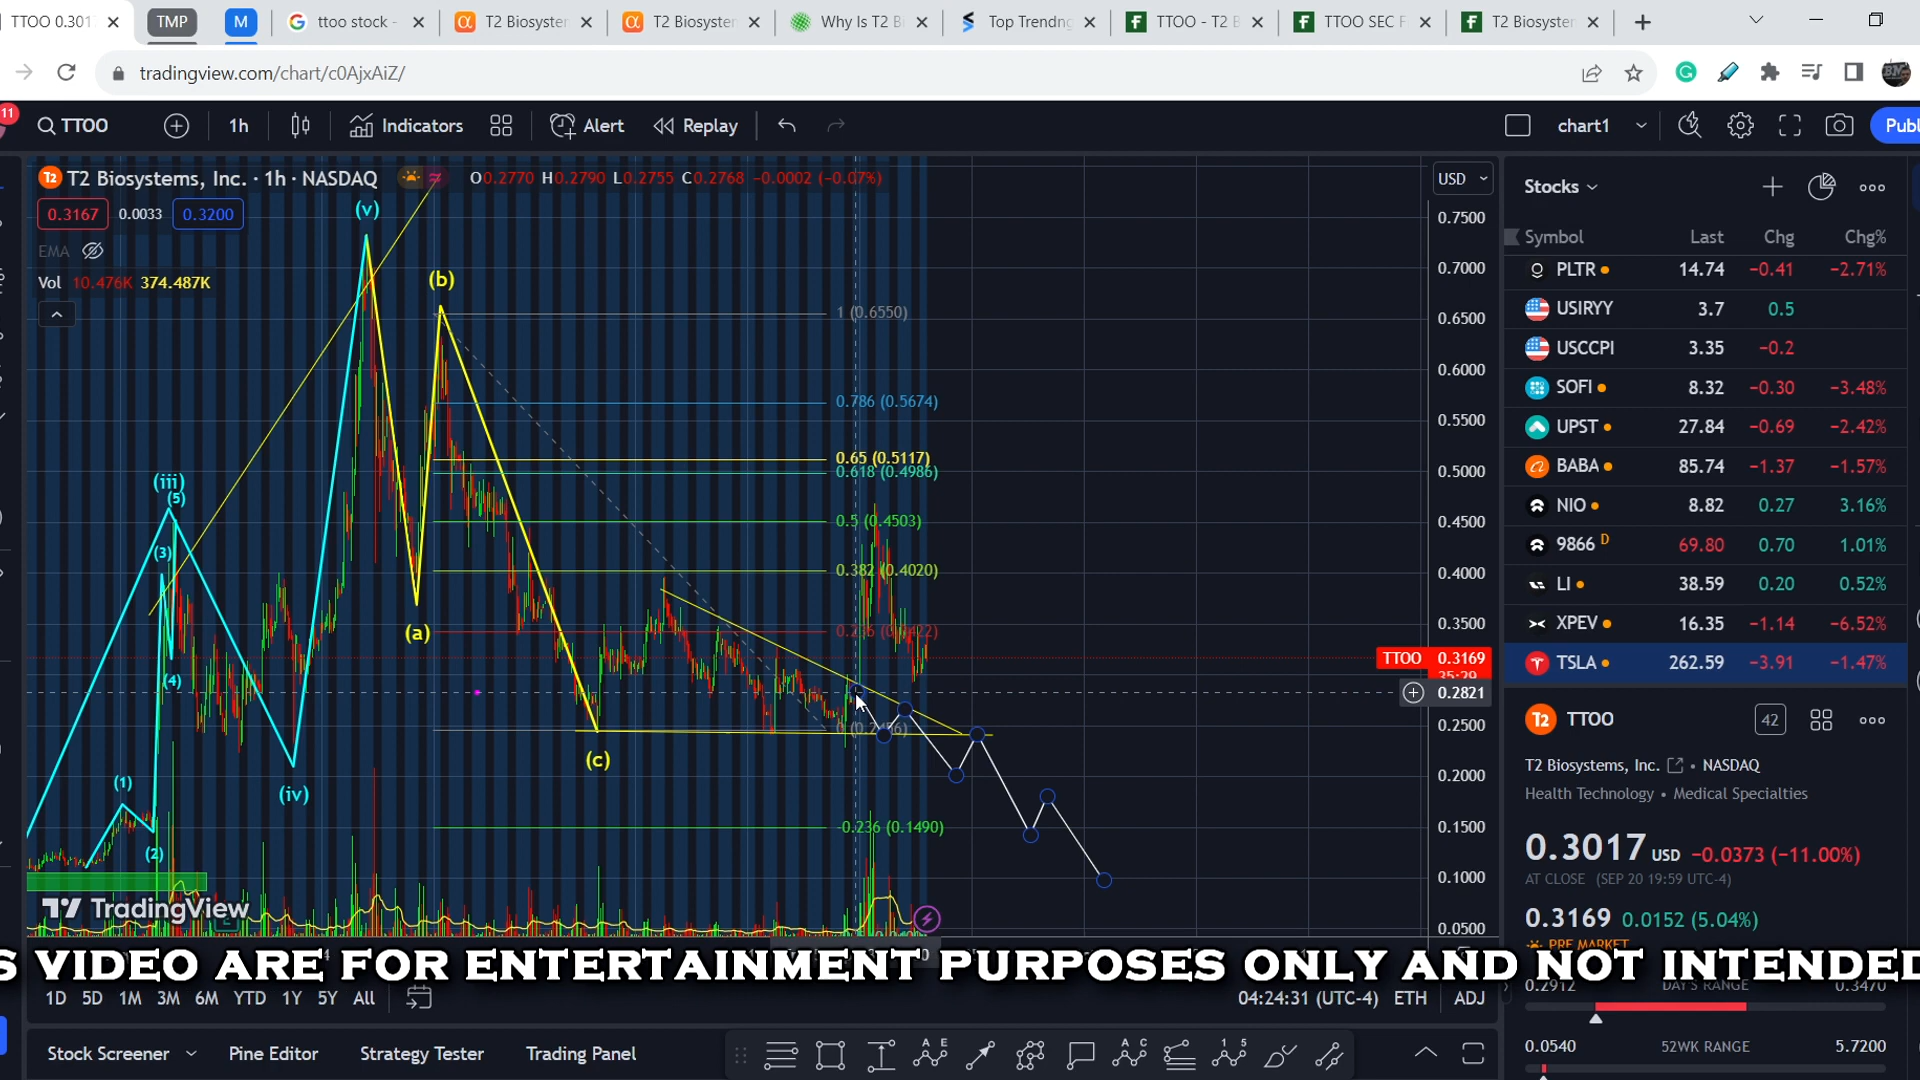 TTOO 0.301
TMP
M
ttoo stock -
T2 Biosyster
T2 Biosyster
Why Is T2 B
Top Trendng
TTOO - T2 B
TTOO SEC F
T2 Biosyster
tradingview.com/chart/c0AjxAiZ/
11
TTOO
1h
Indicators
Alert
Replay
chart1
Publ
T2 Biosystems, Inc. · 1h · NASDAQ
O0.2770 H0.2790 L0.2755 C0.2768 -0.0002 (-0.07%)
0.3167
0.0033
0.3200
EMA
Vol 10.476K 374.487K
USD
0.7500
0.7000
0.6500
0.6000
0.5500
0.5000
0.4500
0.4000
0.3500
TTOO 0.3169
35:29
0.2821
0.2500
0.2000
0.1500
0.1000
0.0500
(v)
(b)
(iii)
(5)
(3)
(4)
(1)
(2)
(iv)
(a)
(c)
1 (0.6550)
0.786 (0.5674)
0.65 (0.5117)
0.618 (0.4986)
0.5 (0.4503)
0.382 (0.4020)
-0.236 (0.1490)
TradingView
Stocks
Symbol Last Chg Chg%
PLTR 14.74 -0.41 -2.71%
USIRYY 3.7 0.5
USCCPI 3.35 -0.2
SOFI 8.32 -0.30 -3.48%
UPST 27.84 -0.69 -2.42%
BABA 85.74 -1.37 -1.57%
NIO 8.82 0.27 3.16%
9866 D 69.80 0.70 1.01%
LI 38.59 0.20 0.52%
XPEV 16.35 -1.14 -6.52%
TSLA 262.59 -3.91 -1.47%
T2 TTOO
42
T2 Biosystems, Inc. • NASDAQ
Health Technology • Medical Specialties
0.3017 USD -0.0373 (-11.00%)
AT CLOSE (SEP 20 19:59 UTC-4)
0.3169 0.0152 (5.04%)
PRE MARKET
S VIDEO ARE FOR ENTERTAINMENT PURPOSES ONLY AND NOT INTENDED
0.2912 DAY'S RANGE 0.3470
1D 5D 1M 3M 6M YTD 1Y 5Y All
04:24:31 (UTC-4) ETH ADJ
Stock Screener
Pine Editor
Strategy Tester
Trading Panel
0.0540 52WK RANGE 5.7200